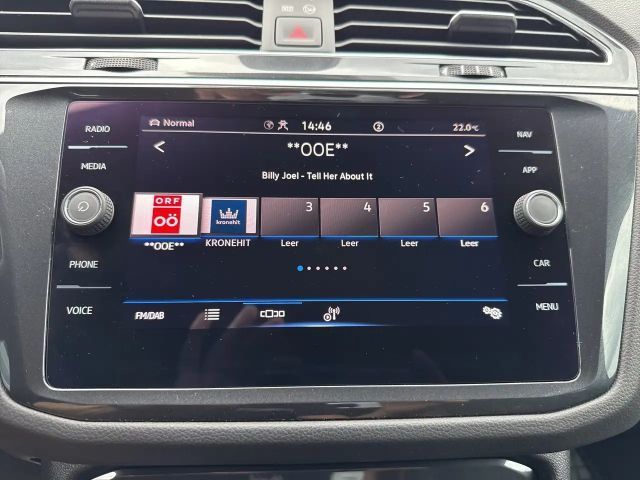 RADIO
MEDIA
PHONE
VOICE
NAV
APP
CAR
MENU
Normal
14:46
2
22.0°C
< **OOE** >
Billy Joel - Tell Her About It
ORF
OÖ
kronehit
3
4
5
6
**OOE**
KRONEHIT
Leer
Leer
Leer
Leer
FM/DAB